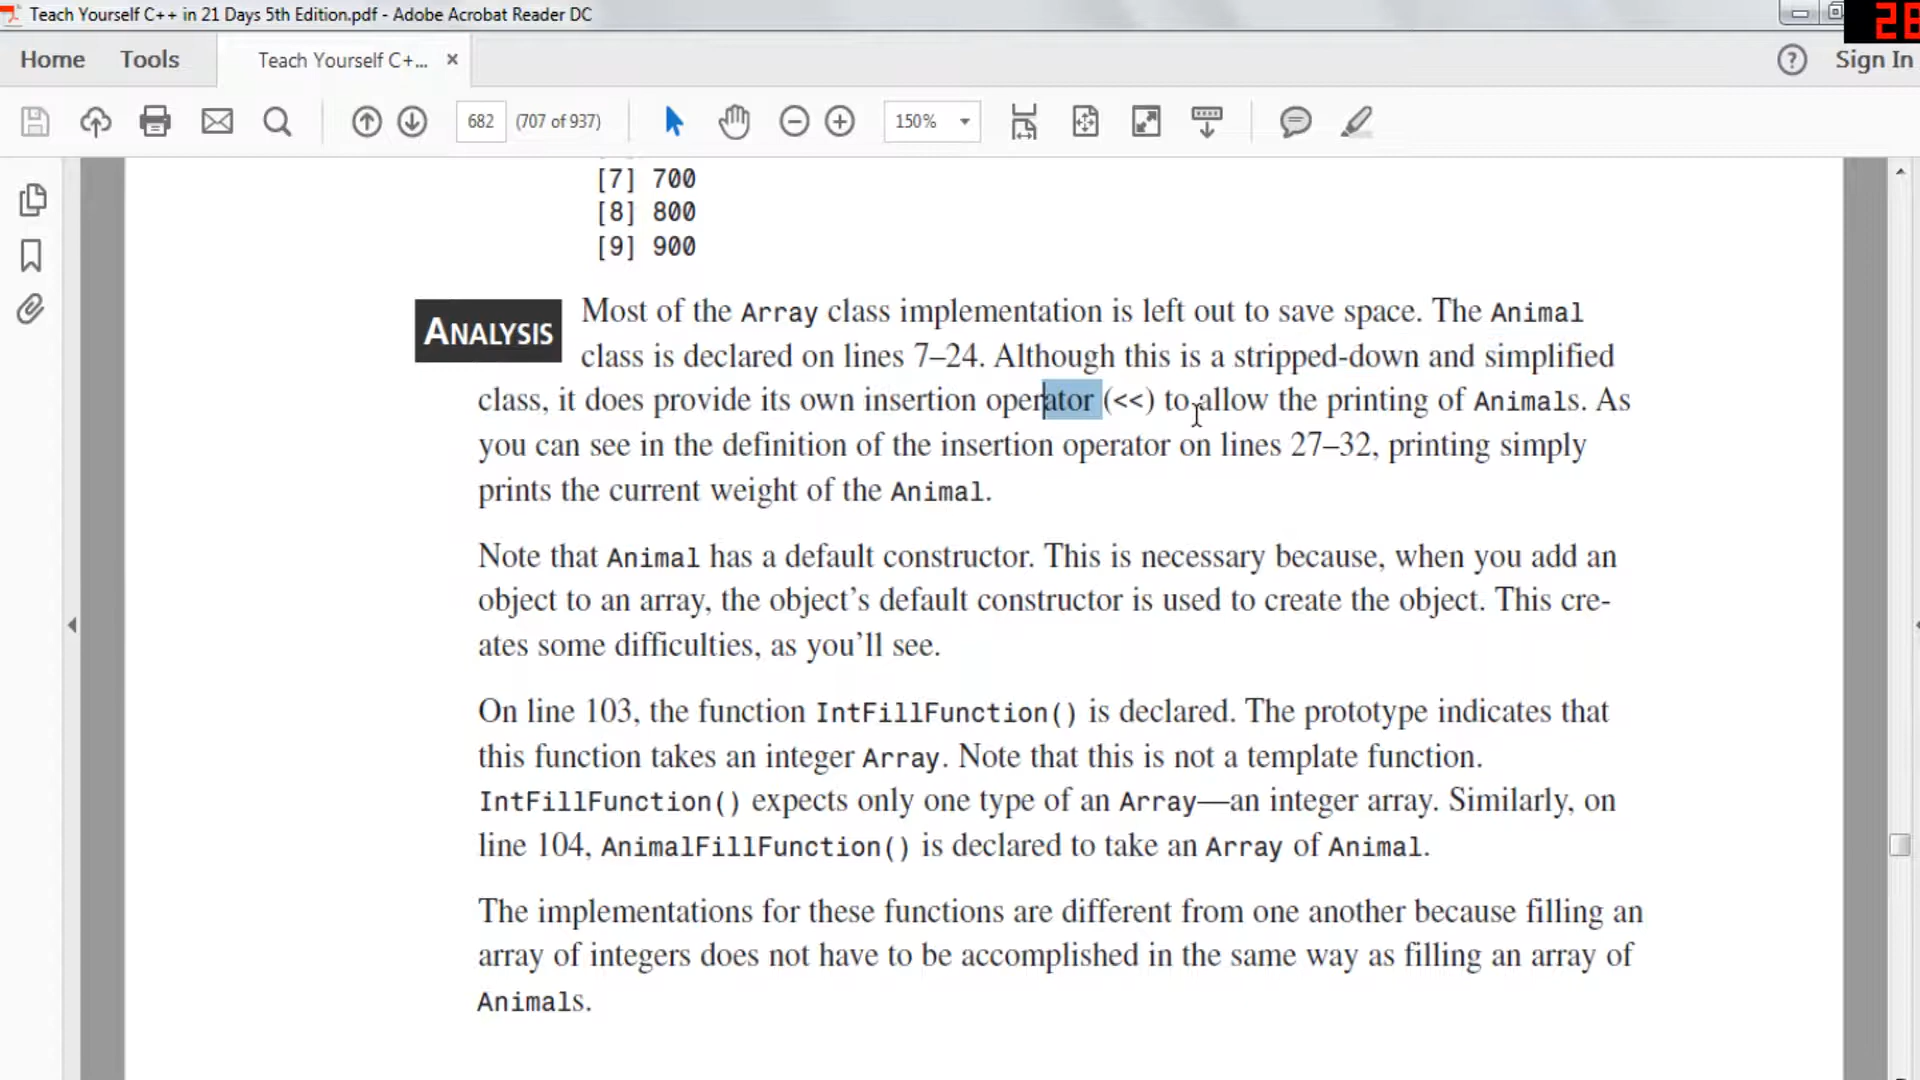 Teach Yourself C++ in 21 Days 5th Edition.pdf - Adobe Acrobat Reader DC
28
Home Tools Teach Yourself C+... × Sign In
682 (707 of 937) 150%
[7] 700
[8] 800
[9] 900
ANALYSIS
Most of the Array class implementation is left out to save space. The Animal
class is declared on lines 7–24. Although this is a stripped-down and simplified
class, it does provide its own insertion operator (<<) to allow the printing of Animals. As
you can see in the definition of the insertion operator on lines 27–32, printing simply
prints the current weight of the Animal.
Note that Animal has a default constructor. This is necessary because, when you add an
object to an array, the object’s default constructor is used to create the object. This cre-
ates some difficulties, as you’ll see.
On line 103, the function IntFillFunction() is declared. The prototype indicates that
this function takes an integer Array. Note that this is not a template function.
IntFillFunction() expects only one type of an Array—an integer array. Similarly, on
line 104, AnimalFillFunction() is declared to take an Array of Animal.
The implementations for these functions are different from one another because filling an
array of integers does not have to be accomplished in the same way as filling an array of
Animals.